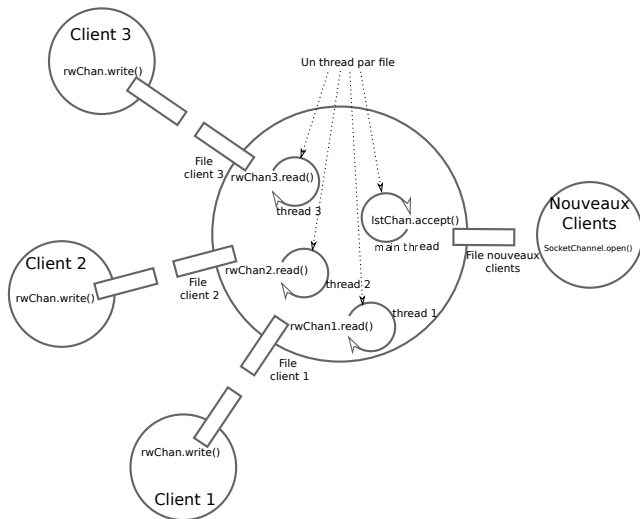 Client 3
rwChan.write()
Un thread par file
File
client 3
rwChan3.read()
thread 3
lstChan.accept()
main thread
Nouveaux
Clients
SocketChannel.open()
File nouveaux
clients
Client 2
rwChan.write()
File
client 2
rwChan2.read()
thread 2
thread 1
rwChan1.read()
File
client 1
rwChan.write()
Client 1